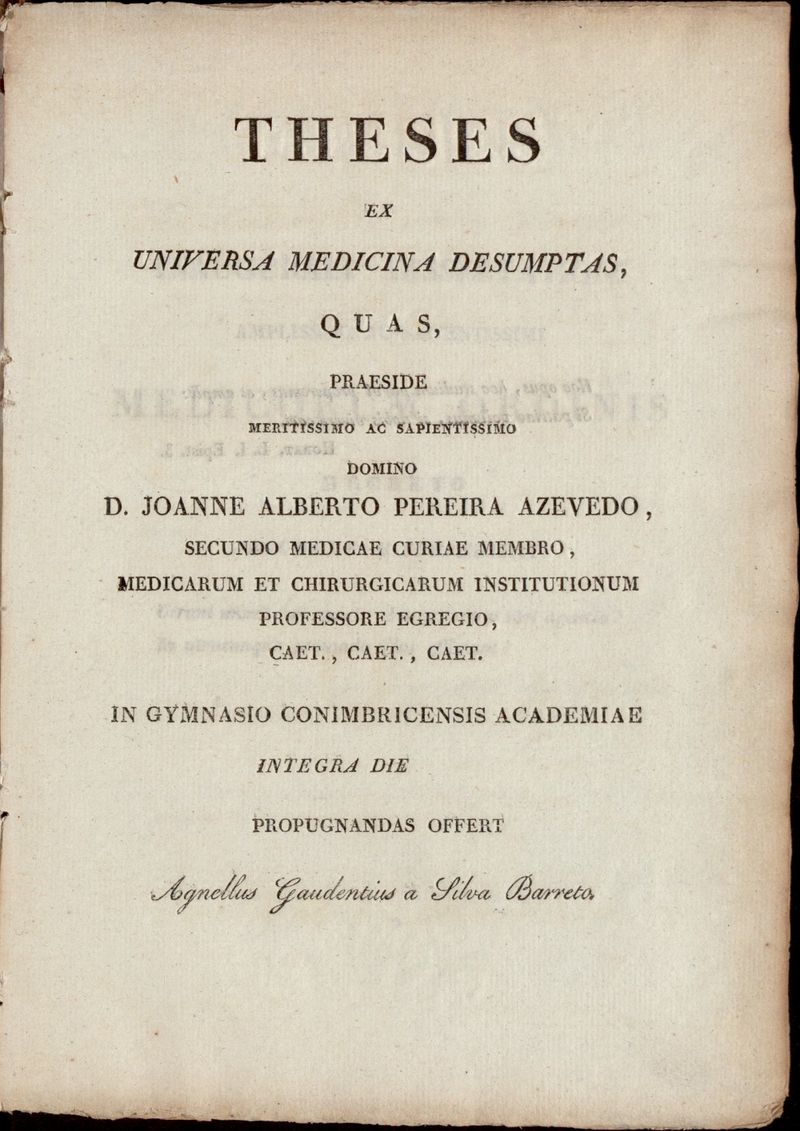 THESES
EX
UNIVERSA MEDICINA DESUMPTAS,
QUAS,
PRAESIDE
MERITISSIMO AC SAPIENTISSIMO
DOMINO
D. JOANNE ALBERTO PEREIRA AZEVEDO,
SECUNDO MEDICAE CURIAE MEMBRO,
MEDICARUM ET CHIRURGICARUM INSTITUTIONUM
PROFESSORE EGREGIO,
CAET., CAET., CAET.
IN GYMNASIO CONIMBRICENSIS ACADEMIAE
INTEGRA DIE
PROPUGNANDAS OFFERT
Agnellus Gaudentius a Silva Barreto.